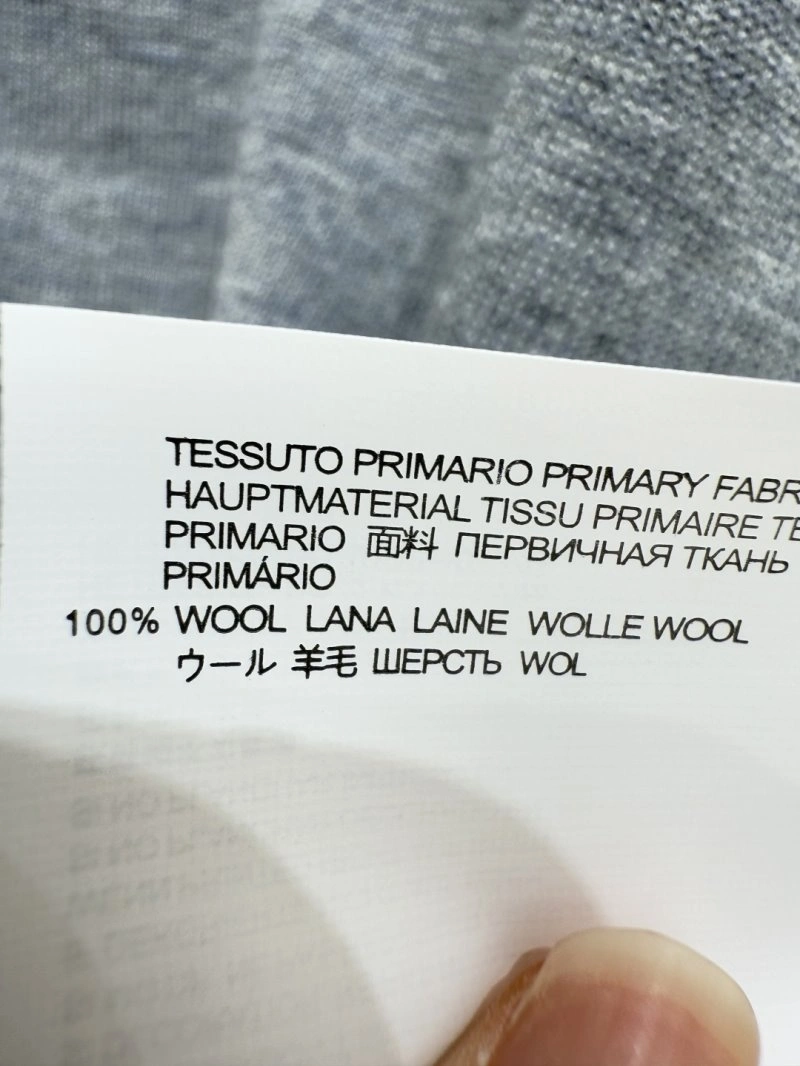 TESSUTO PRIMARIO PRIMARY
HAUPTMATERIAL TISSU PRIMAIRE
PRIMARIO 面料 ПЕРВИЧНАЯ ТКАНЬ
PRIMÁRIO
100% WOOL LANA LAINE WOLLE WOOL
ウール 羊毛 ШЕРСТЬ WOL